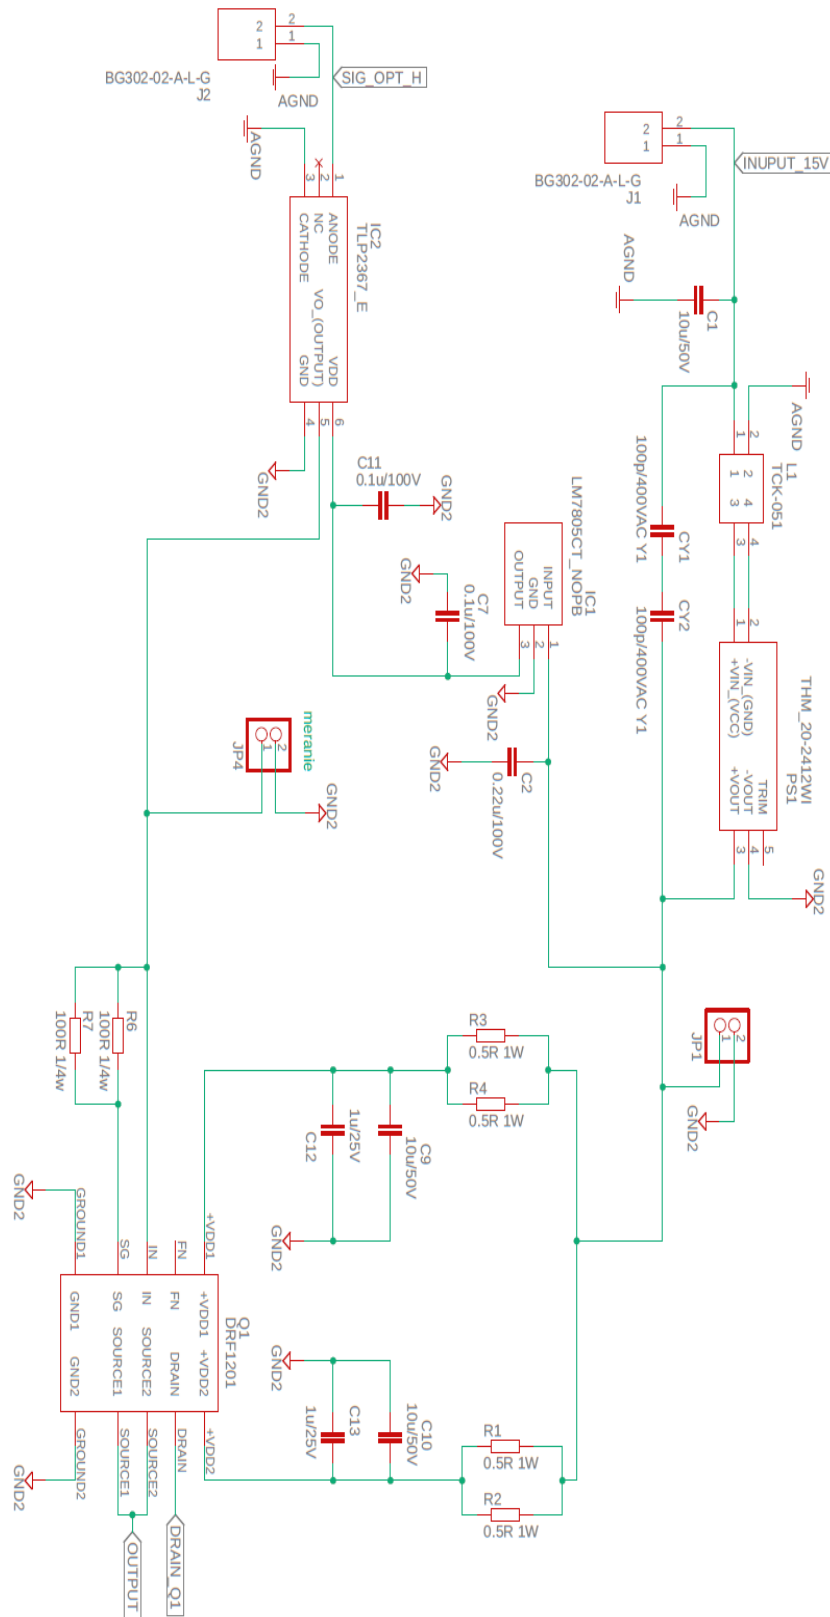 2
1
2
1
BG302-02-A-L-G
J2
AGND
SIG_OPT_H
AGND
3
2
1
IC2
TLP2367_E
ANODE
NC
CATHODE
VDD
VO_(OUTPUT)
GND
4
5
6
GND2
C11
0.1u/100V
GND2
2
1
2
1
BG302-02-A-L-G
J1
AGND
INUPUT_15V
AGND
C1
10u/50V
AGND
1
2
L1
TCK-051
1
2
3
4
3
4
100p/400VAC Y1
CY1
CY2
100p/400VAC Y1
1
2
THM_20-2412WI
PS1
-VIN_(GND)
+VIN_(VCC)
TRIM
-VOUT
+VOUT
3
4
5
GND2
LM7805CT_NOPB
IC1
INPUT
GND
OUTPUT
3
2
1
GND2
GND2
C7
0.1u/100V
GND2
C2
0.22u/100V
meranie
2
1
JP4
GND2
2
1
JP1
GND2
R6
100R 1/4w
R7
100R 1/4w
R3
0.5R 1W
R4
0.5R 1W
1u/25V
C12
C9
10u/50V
GND2
GND2
GROUND1
SG
IN
FN
+VDD1
Q1
DRF1201
GND1
SG
IN
FN
+VDD1
GND2
SOURCE1
SOURCE2
DRAIN
+VDD2
GROUND2
SOURCE1
SOURCE2
DRAIN
+VDD2
GND2
GND2
C13
1u/25V
C10
10u/50V
R1
0.5R 1W
R2
0.5R 1W
OUTPUT
DRAIN_Q1